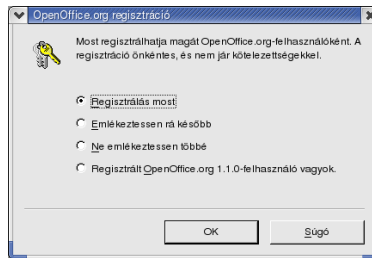 OpenOffice.org regisztráció
Most regisztrálhatja magát OpenOffice.org-felhasználóként. A
regisztráció önkéntes, és nem jár kötelezettségekkel.
Regisztrálás most
Emlékeztessen rá később
Ne emlékeztessen többé
Regisztrált OpenOffice.org 1.1.0-felhasználó vagyok.
OK
Súgó